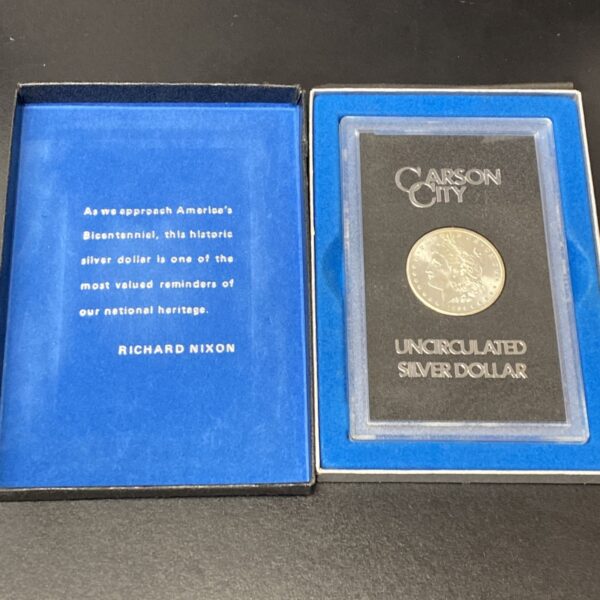 As we approach America's
Bicentennial, this historic
silver dollar is one of the
most valued reminders of
our national heritage.
RICHARD NIXON
CARSON
CITY
UNCIRCULATED
SILVER DOLLAR